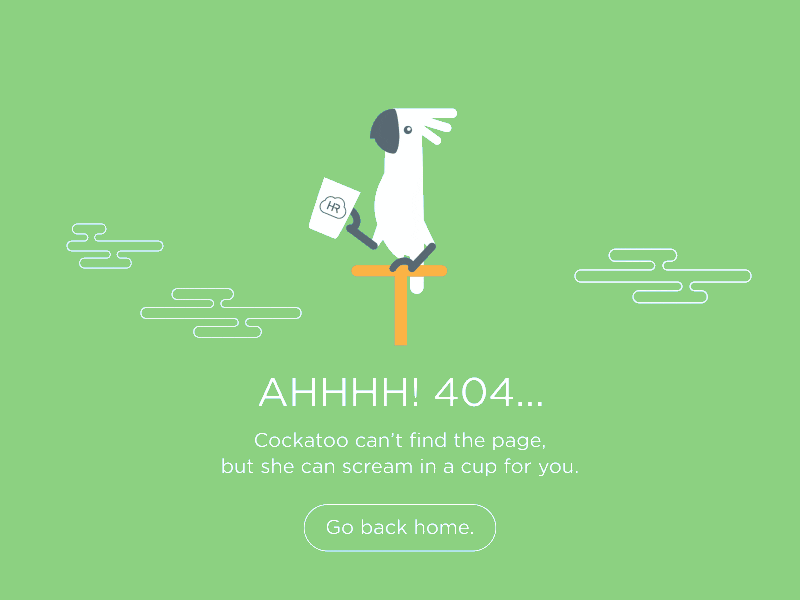 HR
AHHHH! 404...
Cockatoo can't find the page,
but she can scream in a cup for you.
Go back home.